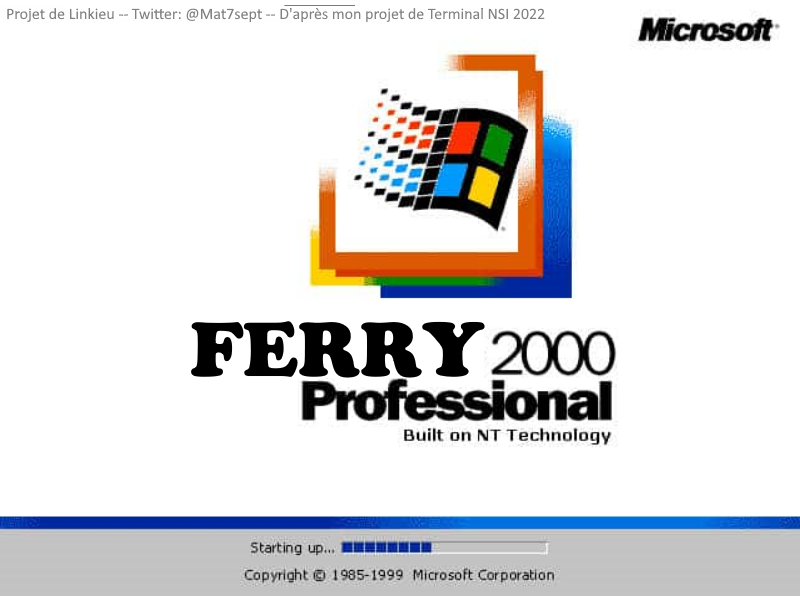 Projet de Linkieu -- Twitter: @Mat7sept -- D'après mon projet de Terminal NSI 2022
Microsoft
FERRY 2000
Professional
Built on NT Technology
Starting up...
Copyright © 1985-1999 Microsoft Corporation